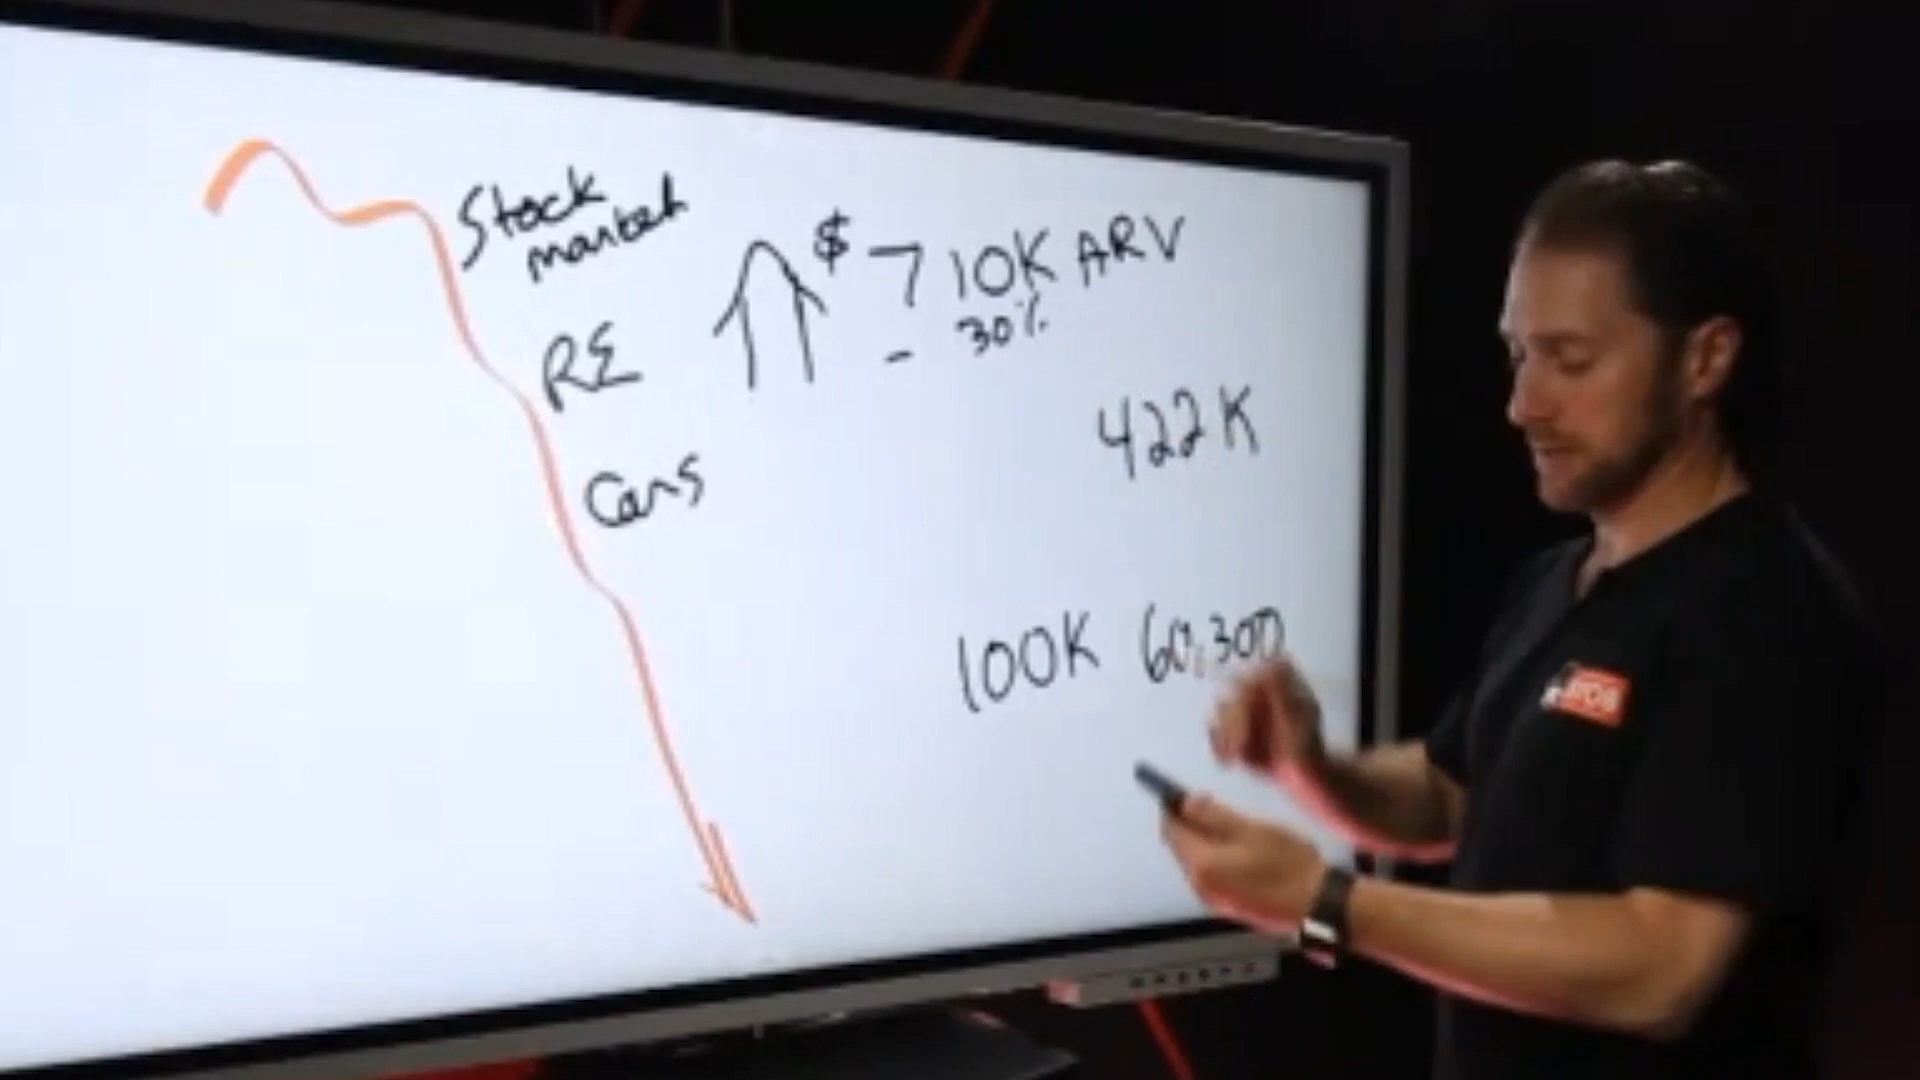 Stock
market
$ 710K ARV
- 30%
RE
422K
Cars
100K 60,300